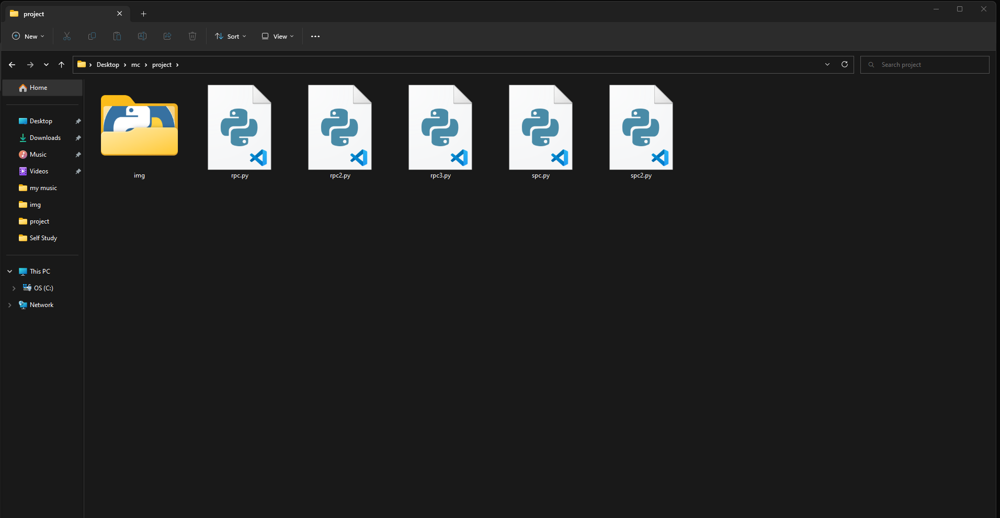 project
New
Sort
View
Desktop
mc
project
Search project
Home
Desktop
Downloads
Music
Videos
my music
img
project
Self Study
This PC
OS (C:)
Network
img
rpc.py
rpc2.py
rpc3.py
spc.py
spc2.py